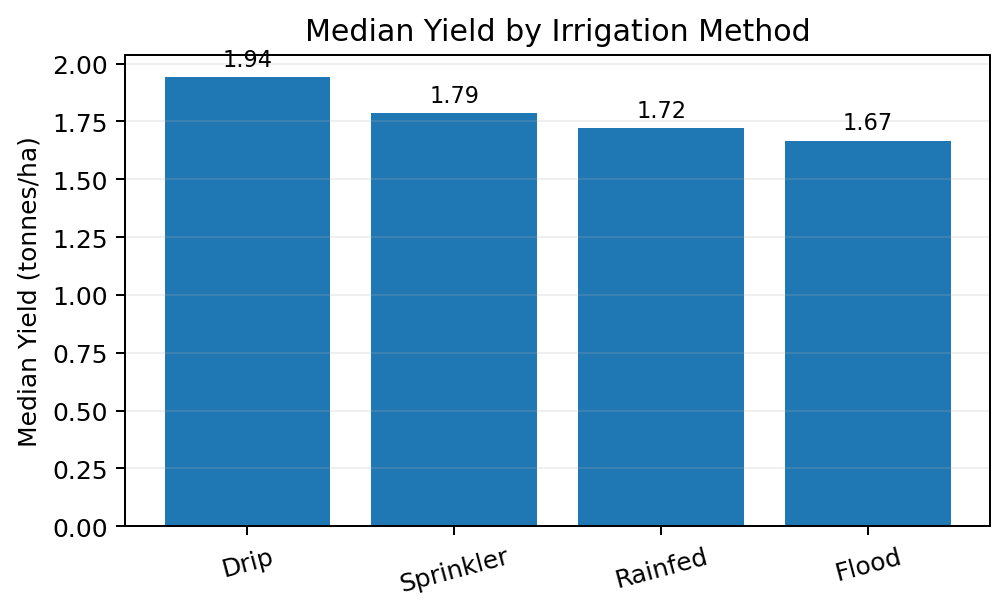 Median Yield by Irrigation Method
Median Yield (tonnes/ha)
2.00
1.75
1.50
1.25
1.00
0.75
0.50
0.25
0.00
1.94
1.79
1.72
1.67
Drip
Sprinkler
Rainfed
Flood